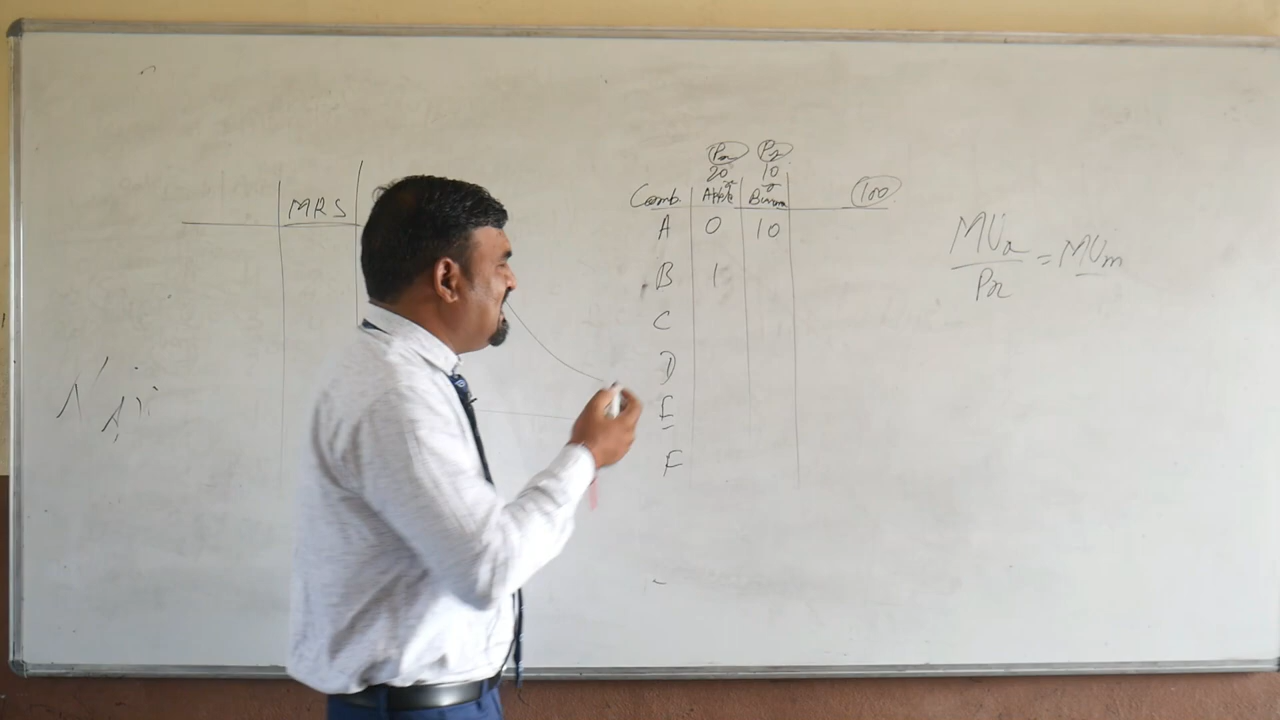 MRS
Px Py
20 10
Comb. Apple Banana 100
A 0 10
B 1
C
D
E
F
MUx
Px
= MUm